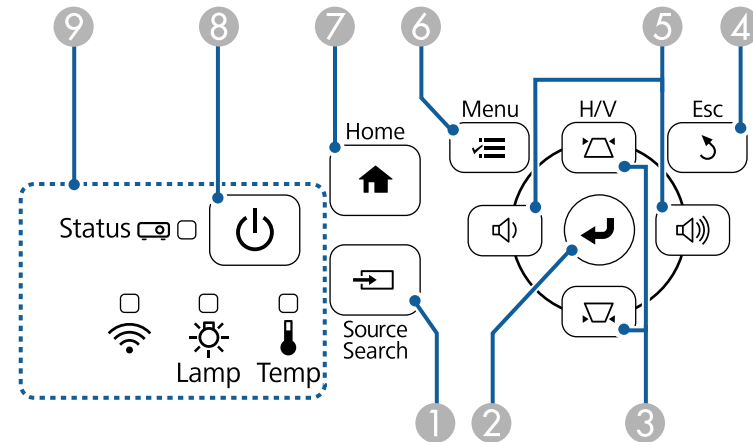 9 8 7 6 5 4
Menu H/V Esc
Home
Status
Source
Search
Lamp Temp
1 2 3